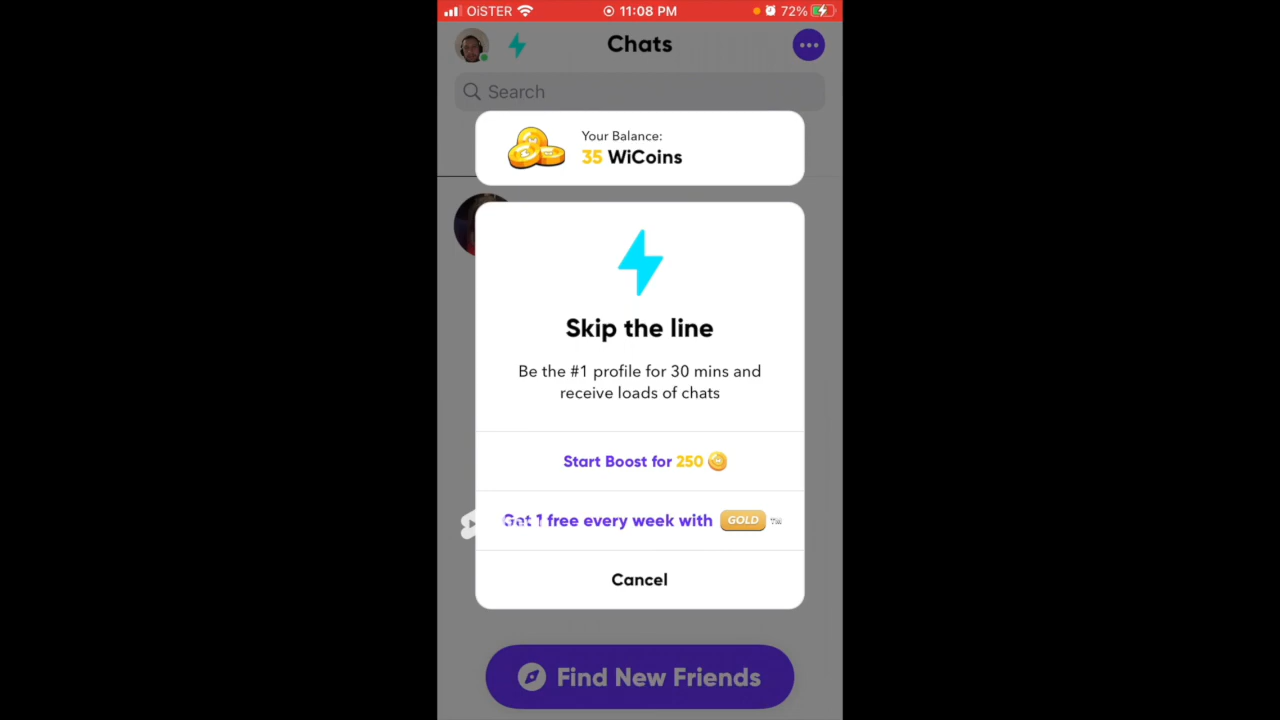 OiSTER 11:08 PM 72%
Chats
Search
Your Balance:
35 WiCoins
Skip the line
Be the #1 profile for 30 mins and
receive loads of chats
Start Boost for 250
Get 1 free every week with GOLD
Cancel
Find New Friends